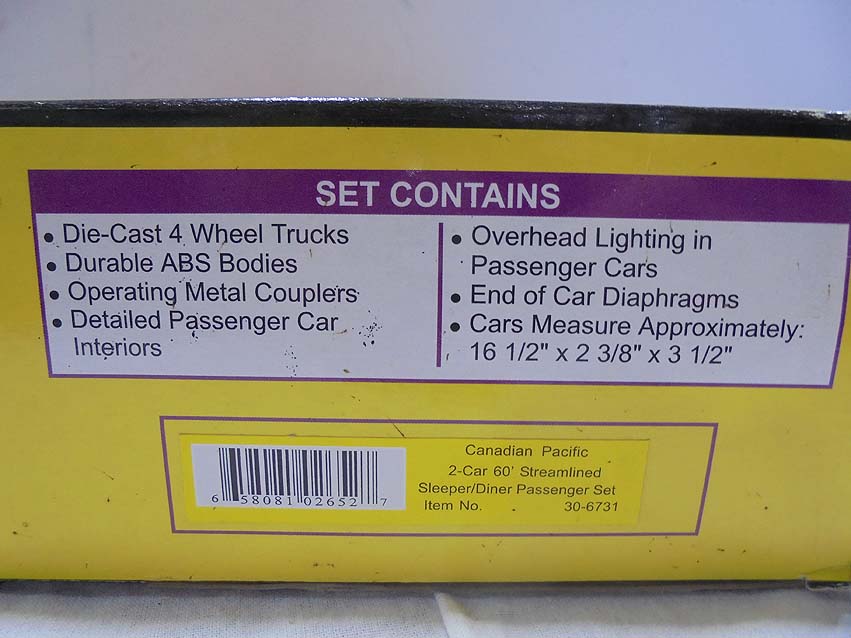 SET CONTAINS
• Die-Cast 4 Wheel Trucks
• Durable ABS Bodies
• Operating Metal Couplers
• Detailed Passenger Car
Interiors
• Overhead Lighting in
Passenger Cars
• End of Car Diaphragms
• Cars Measure Approximately:
16 1/2" x 2 3/8" x 3 1/2"
6 58081 02652 7
Canadian Pacific
2-Car 60' Streamlined
Sleeper/Diner Passenger Set
Item No. 30-6731